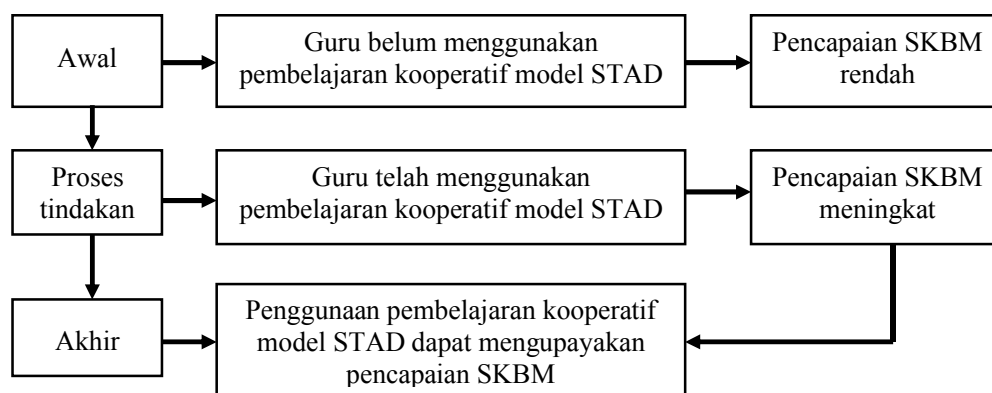 Awal
Guru belum menggunakan
pembelajaran kooperatif model STAD
Pencapaian SKBM
rendah
Proses
tindakan
Guru telah menggunakan
pembelajaran kooperatif model STAD
Pencapaian SKBM
meningkat
Akhir
Penggunaan pembelajaran kooperatif
model STAD dapat mengupayakan
pencapaian SKBM